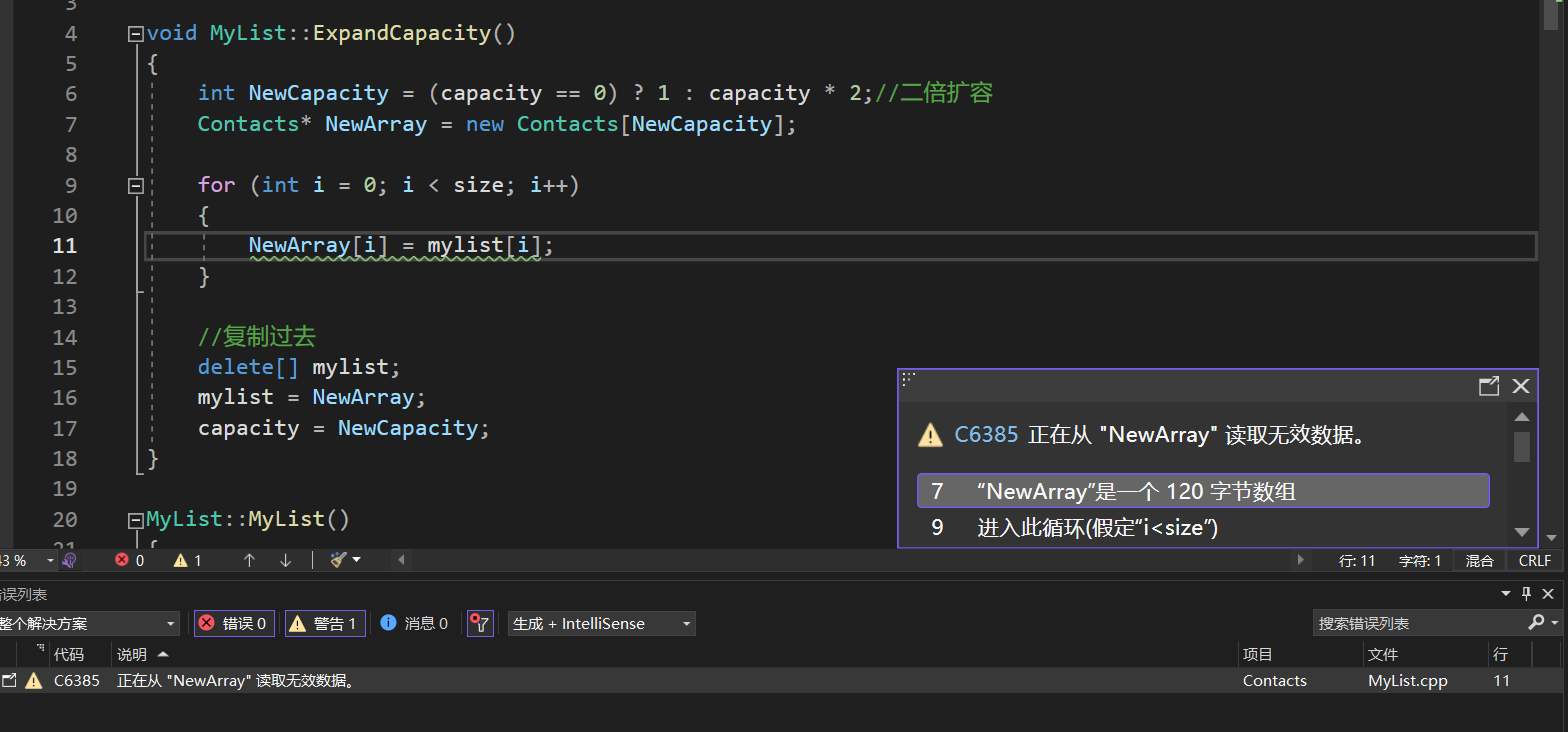 3
4 void MyList::ExpandCapacity()
5 {
6 int NewCapacity = (capacity == 0) ? 1 : capacity * 2;//二倍扩容
7 Contacts* NewArray = new Contacts[NewCapacity];
8
9 for (int i = 0; i < size; i++)
10 {
11 NewArray[i] = mylist[i];
12 }
13
14 //复制过去
15 delete[] mylist;
16 mylist = NewArray;
17 capacity = NewCapacity;
18 }
19
20 MyList::MyList()
21 {
C6385 正在从 "NewArray" 读取无效数据。
7 “NewArray”是一个 120 字节数组
9 进入此循环(假定“i<size”)
3 % 0 1 行: 11 字符: 1 混合 CRLF
误列表
整个解决方案 错误 0 警告 1 消息 0 生成 + IntelliSense 搜索错误列表
代码 说明 项目 文件 行
C6385 正在从 "NewArray" 读取无效数据。 Contacts MyList.cpp 11